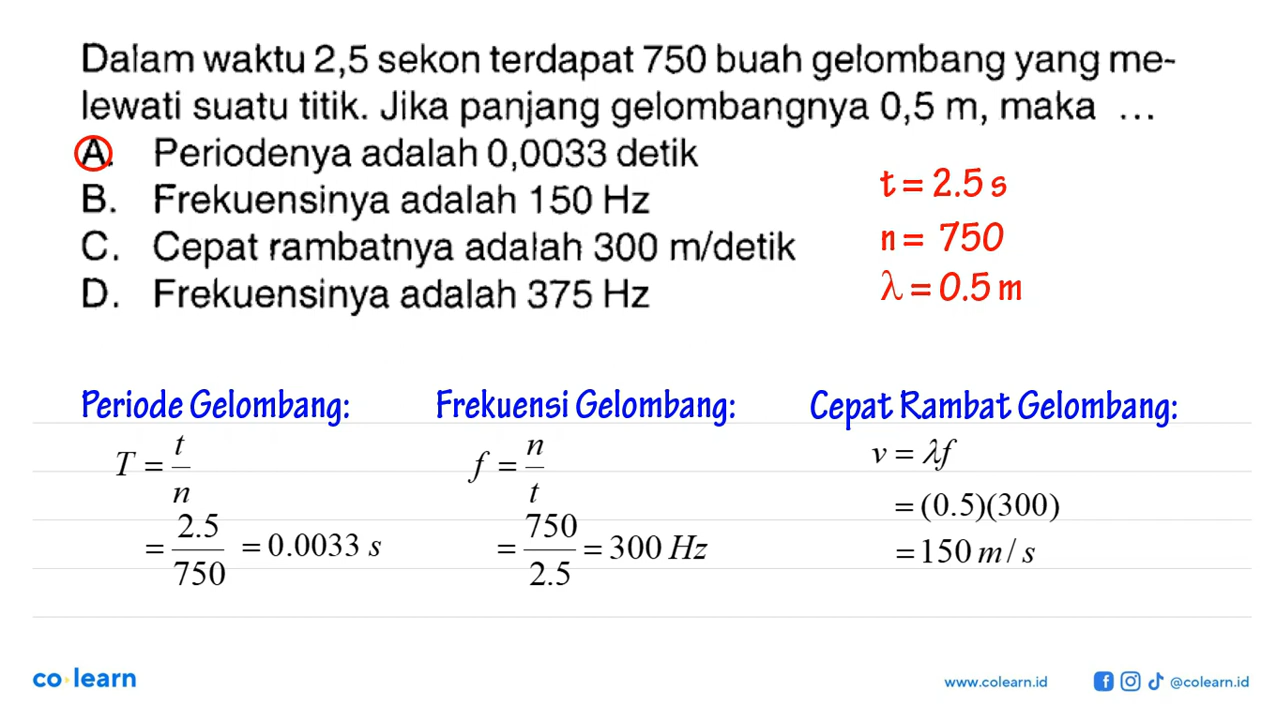 Dalam waktu 2,5 sekon terdapat 750 buah gelombang yang me-
lewati suatu titik. Jika panjang gelombangnya 0,5 m, maka ...
A. Periodenya adalah 0,0033 detik
B. Frekuensinya adalah 150 Hz
C. Cepat rambatnya adalah 300 m/detik
D. Frekuensinya adalah 375 Hz
t = 2.5 s
n = 750
λ = 0.5 m
Periode Gelombang:
T = t/n
= 2.5/750 = 0.0033 s
Frekuensi Gelombang:
f = n/t
= 750/2.5 = 300 Hz
Cepat Rambat Gelombang:
v = λf
= (0.5)(300)
= 150 m/s
co learn
www.colearn.id
@colearn.id